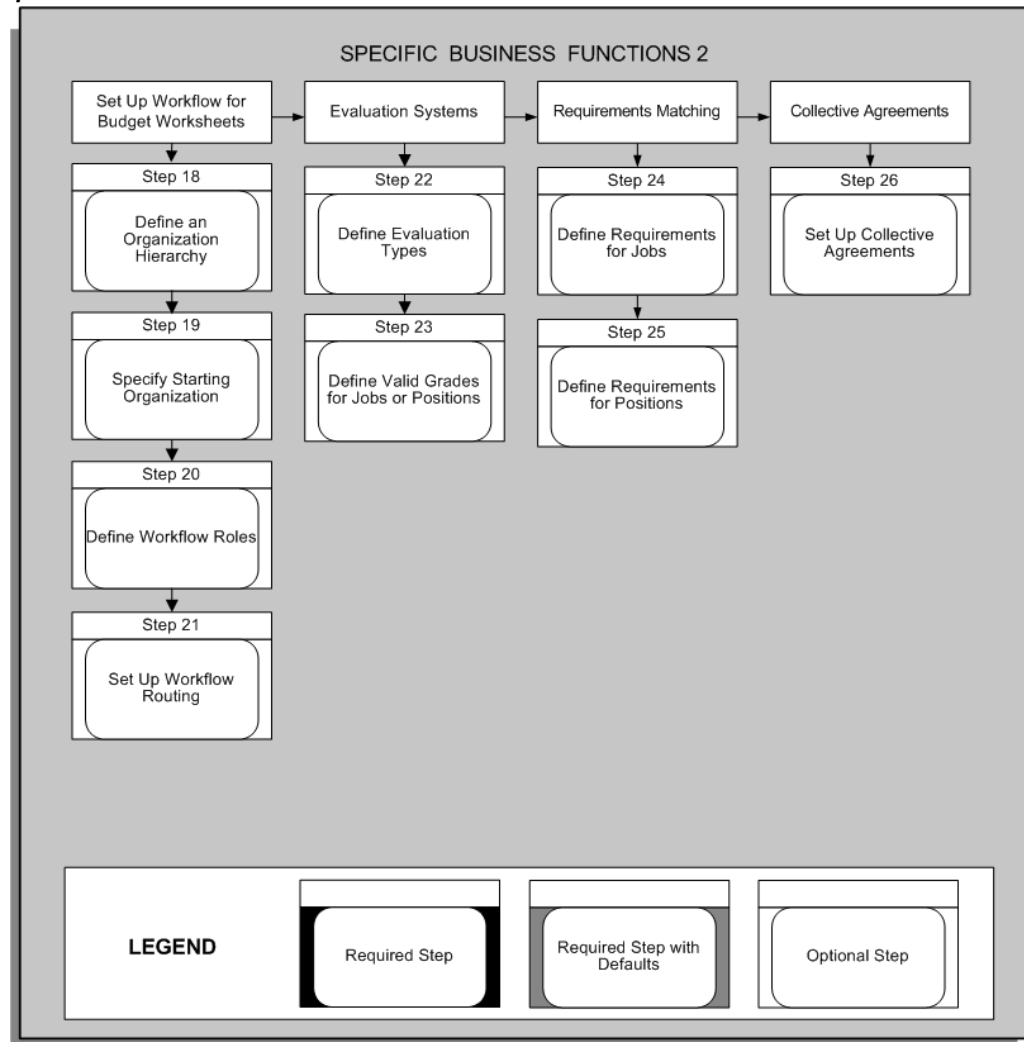 SPECIFIC BUSINESS FUNCTIONS 2
Set Up Workflow for
Budget Worksheets
Step 18
Define an
Organization
Hierarchy
Step 19
Specify Starting
Organization
Step 20
Define Workflow Roles
Step 21
Set Up Workflow
Routing
Evaluation Systems
Step 22
Define Evaluation
Types
Step 23
Define Valid Grades
for Jobs or Positions
Requirements Matching
Step 24
Define Requirements
for Jobs
Step 25
Define Requirements
for Positions
Collective Agreements
Step 26
Set Up Collective
Agreements
LEGEND
Required Step
Required Step with
Defaults
Optional Step